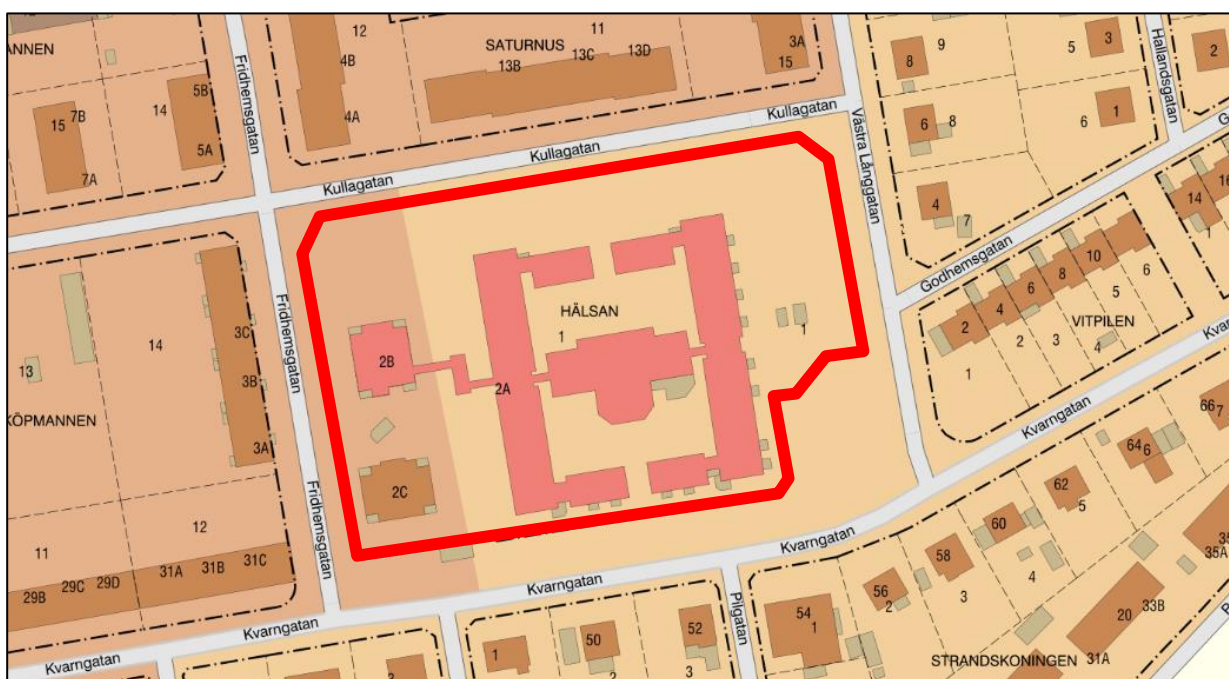 12
11
SATURNUS
13B
13C
13D
3A
15
4B
4A
9
8
5
3
Hallandsgatan
2
Fridhemsgatan
5B
14
5A
15
7B
7A
6
8
1
6
Kullagatan
Kullagatan
Kullagatan
Västra Långgatan
4
7
14
16
1
Godhemsgatan
10
8
6
4
2
6
5
VITPILEN
4
3
2
1
Kvarngatan
HÄLSAN
1
1
2B
2A
2C
Fridhemsgatan
3C
14
3B
13
KÖPMANNEN
3A
Fridhemsgatan
12
11
31C
31B
31A
29D
29C
29B
66
7
64
6
62
5
60
58
56
2
3
4
54
1
20
33B
35A
31A
STRANDSKONINGEN
Kvarngatan
Kvarngatan
Kvarngatan
Kvarngatan
Pilgatan
52
50
1
2
3